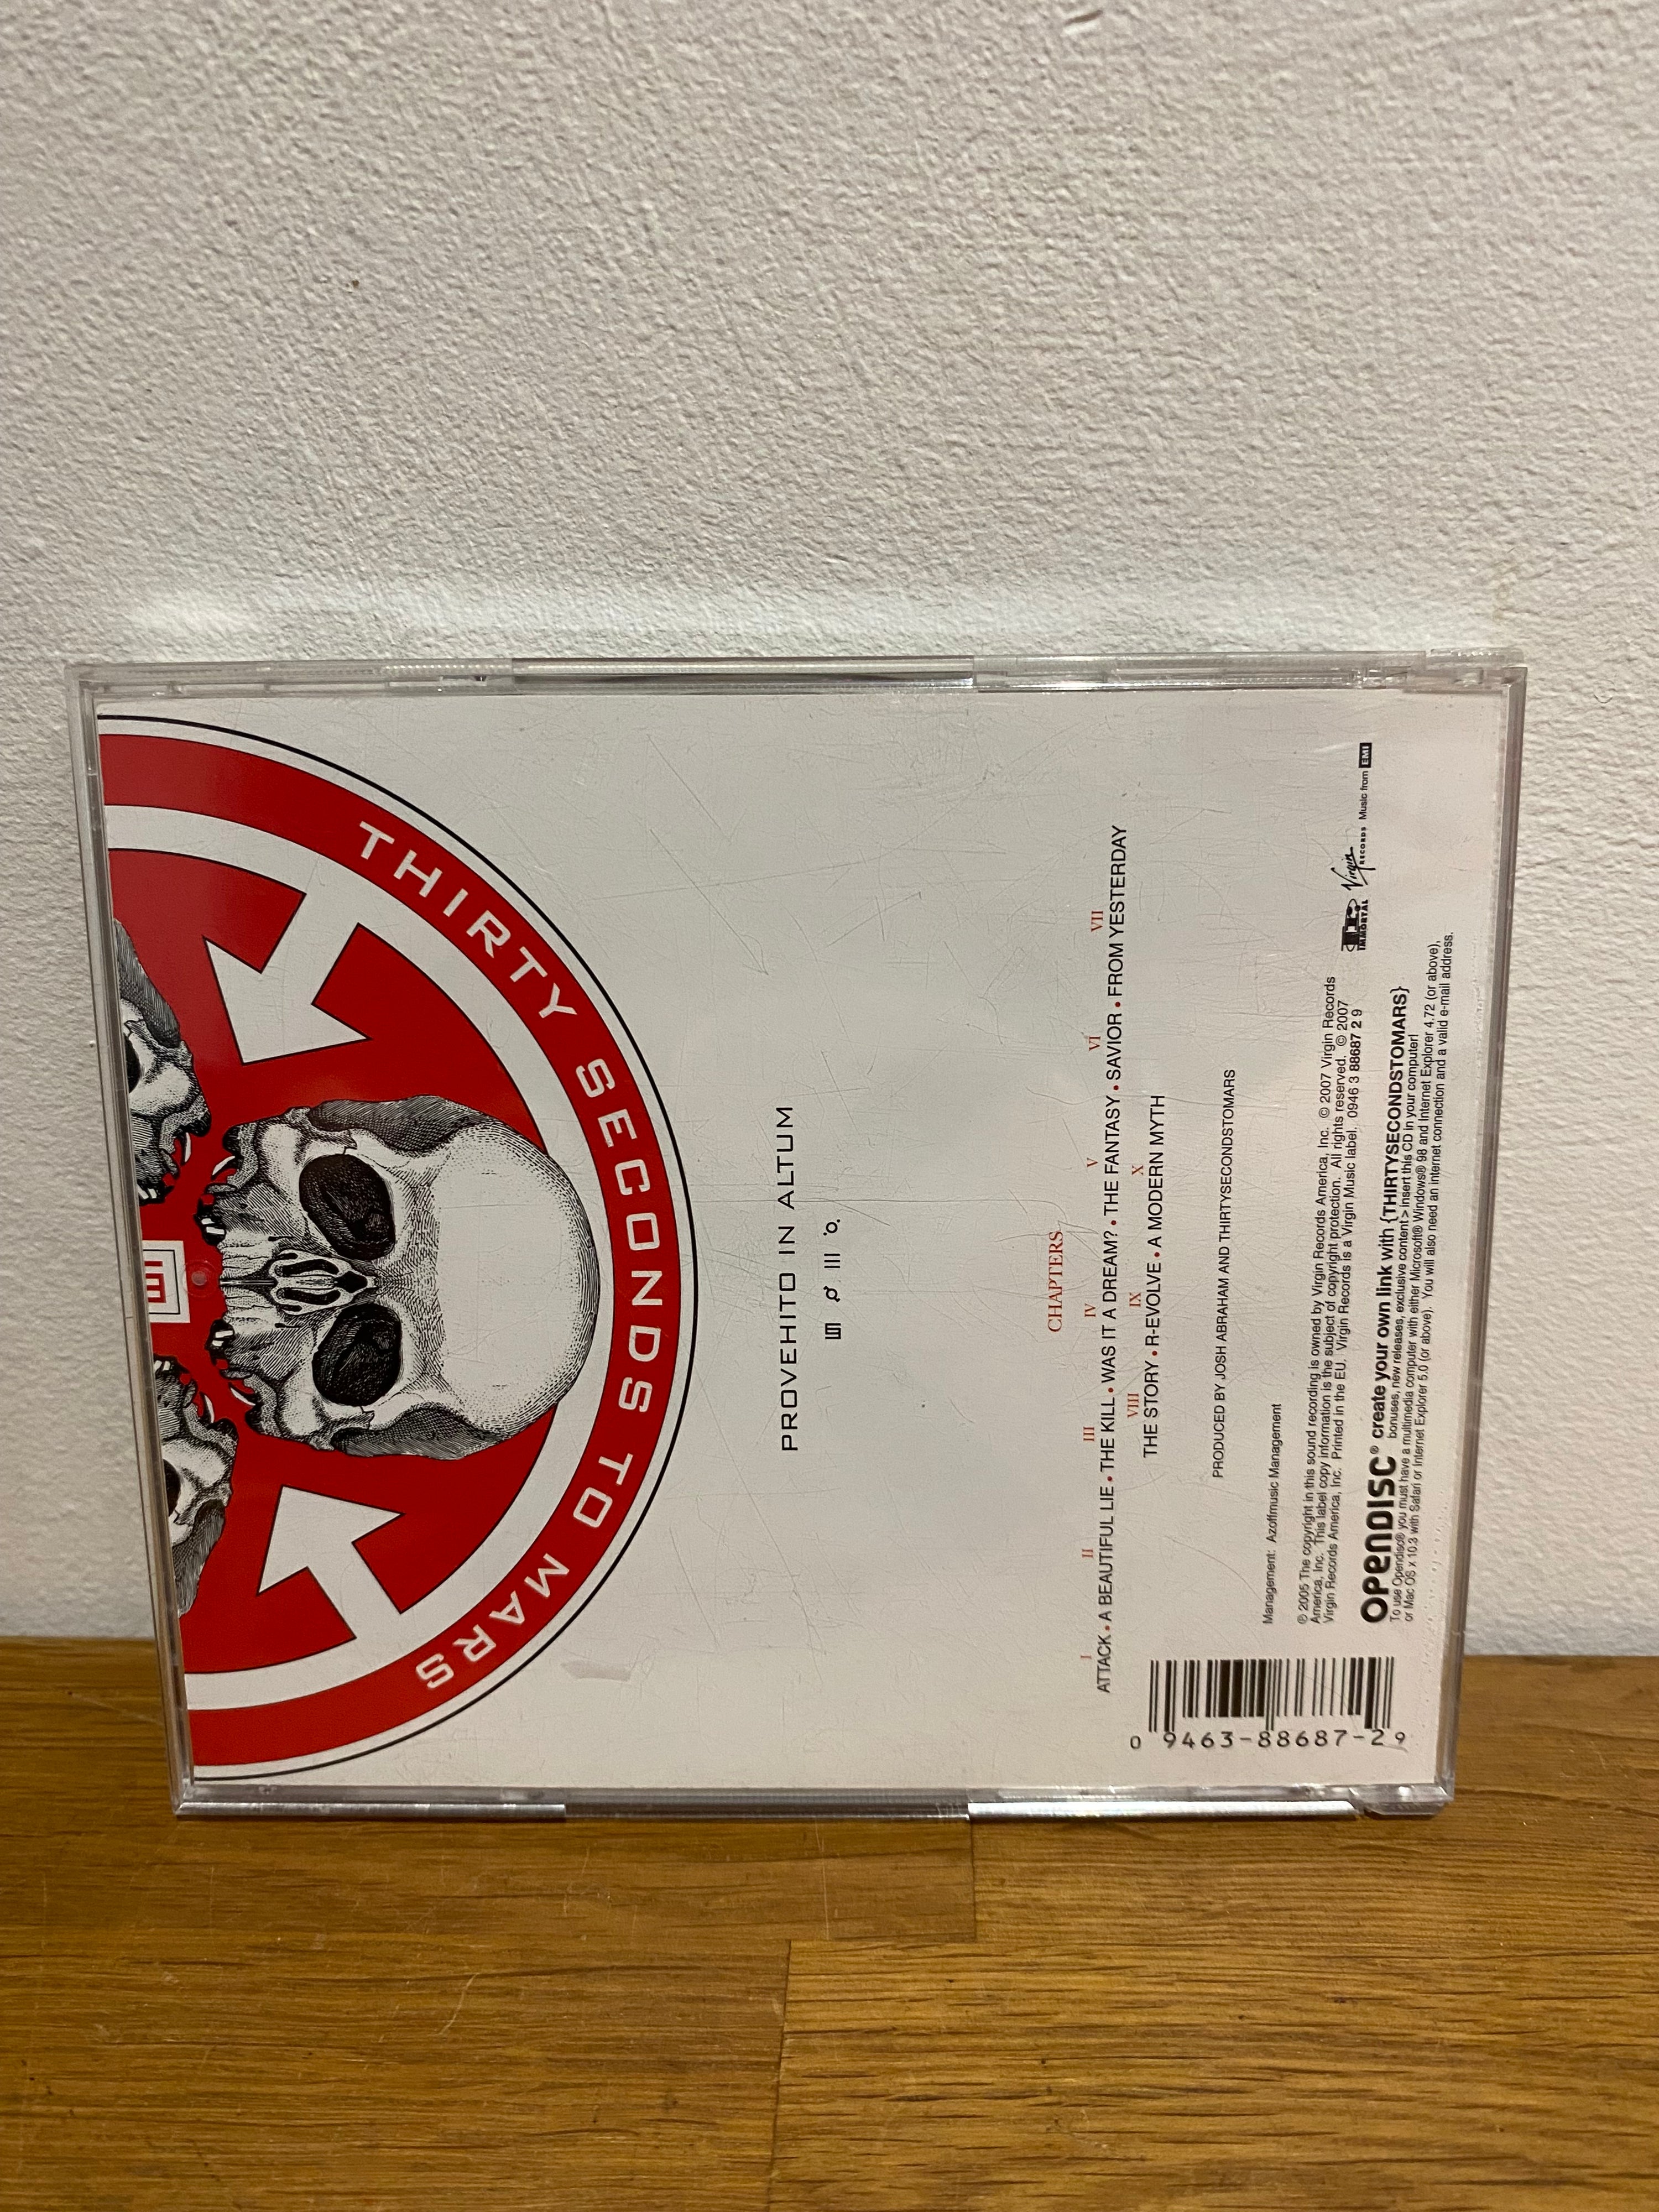 THIRTY SECONDS TO MARS
PROVEHITO IN ALTUM
CHAPTERS
I II III IV V VI VII
ATTACK • A BEAUTIFUL LIE • THE KILL • WAS IT A DREAM? • THE FANTASY • SAVIOR • FROM YESTERDAY
VIII IX X
THE STORY • R-EVOLVE • A MODERN MYTH
PRODUCED BY JOSH ABRAHAM AND THIRTYSECONDSTOMARS
Management: Azoffmusic Management
℗ 2005 The copyright in this sound recording is owned by Virgin Records America, Inc. © 2007 Virgin Records
America, Inc. This label copy information is the subject of copyright protection. All rights reserved. © 2007
Virgin Records America, Inc. Printed in the EU. Virgin Records is a Virgin Music label. 0946 3 88687 2 9
IMMORTAL Virgin RECORDS Music from EMI
OPENDISC® create your own link with {THIRTYSECONDSTOMARS}
bonuses, new releases, exclusive content > insert this CD in your computer!
To use Opendisc® you must have a multimedia computer with either Microsoft® Windows® 98 and Internet Explorer 4.72 (or above),
or Mac OS x 10.3 with Safari or Internet Explorer 5.0 (or above). You will also need an internet connection and a valid e-mail address.
0 9463-88687-2 9